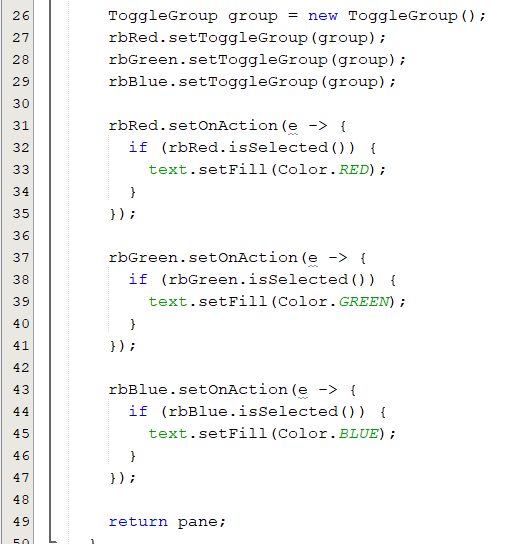 26 ToggleGroup group = new ToggleGroup();
27 rbRed.setToggleGroup(group);
28 rbGreen.setToggleGroup(group);
29 rbBlue.setToggleGroup(group);
30
31 rbRed.setOnAction(e -> {
32 if (rbRed.isSelected()) {
33 text.setFill(Color.RED);
34 }
35 });
36
37 rbGreen.setOnAction(e -> {
38 if (rbGreen.isSelected()) {
39 text.setFill(Color.GREEN);
40 }
41 });
42
43 rbBlue.setOnAction(e -> {
44 if (rbBlue.isSelected()) {
45 text.setFill(Color.BLUE);
46 }
47 });
48
49 return pane;
50 }